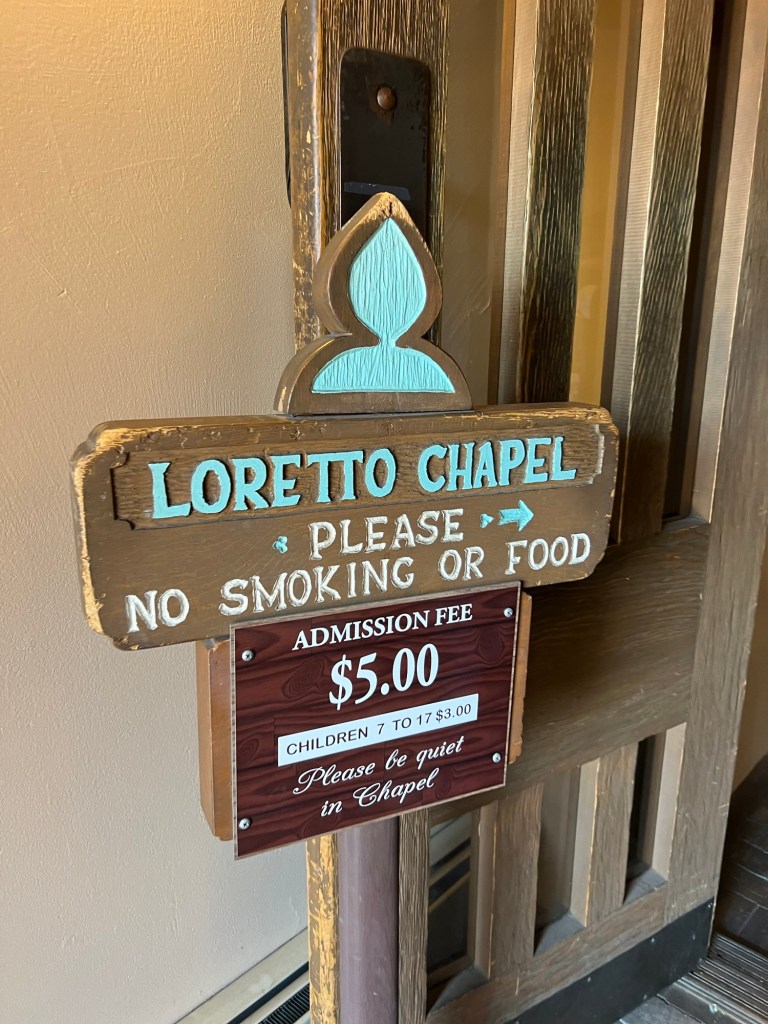 LORETTO CHAPEL
PLEASE
NO SMOKING OR FOOD
ADMISSION FEE
$5.00
CHILDREN 7 TO 17 $3.00
Please be quiet
in Chapel